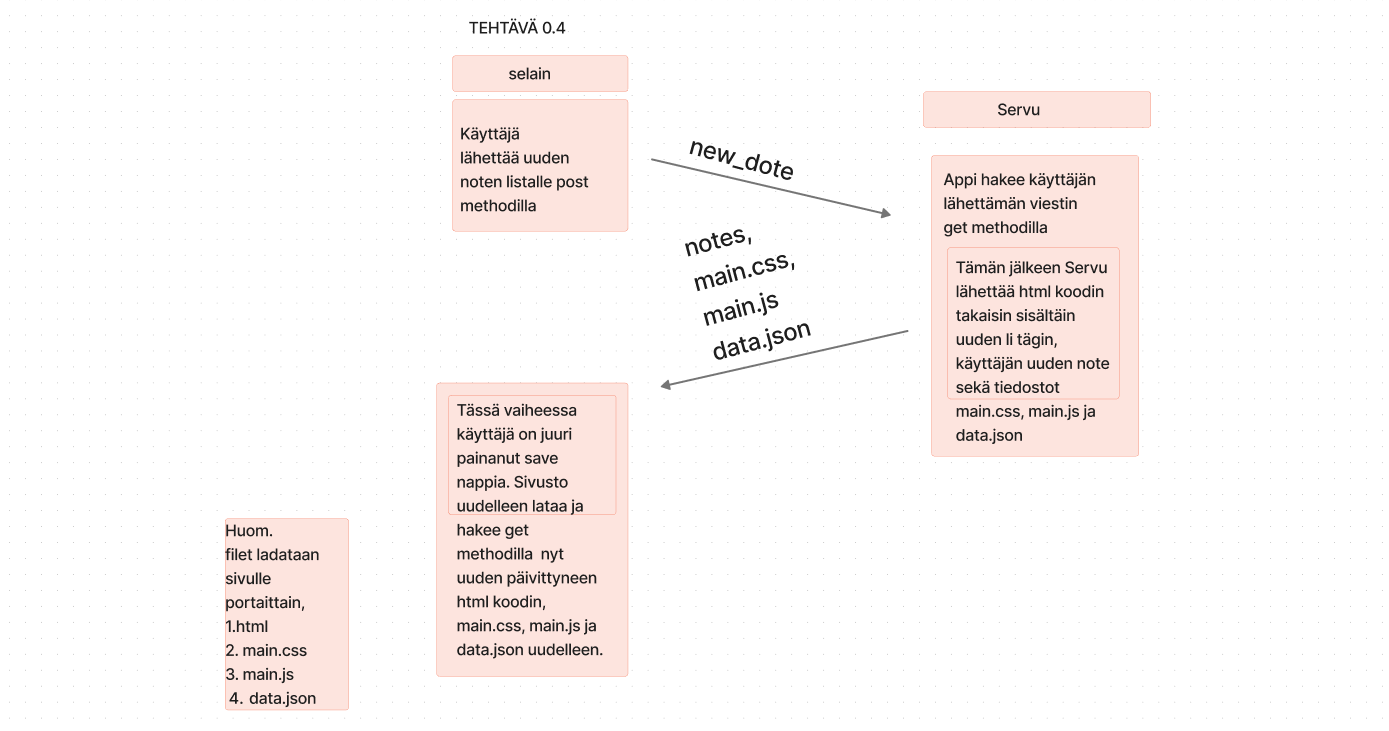 TEHTÄVÄ 0.4
selain
Käyttäjä
lähettää uuden
noten listalle post
methodilla
new_dote
Servu
Appi hakee käyttäjän
lähettämän viestin
get methodilla
Tämän jälkeen Servu
lähettää html koodin
takaisin sisältäin
uuden li tägin,
käyttäjän uuden note
sekä tiedostot
main.css, main.js ja
data.json
notes,
main.css,
main.js
data.json
Tässä vaiheessa
käyttäjä on juuri
painanut save
nappia. Sivusto
uudelleen lataa ja
hakee get
methodilla  nyt
uuden päivittyneen
html koodin,
main.css, main.js ja
data.json uudelleen.
Huom.
filet ladataan
sivulle
portaittain,
1.html
2. main.css
3. main.js
4. data.json